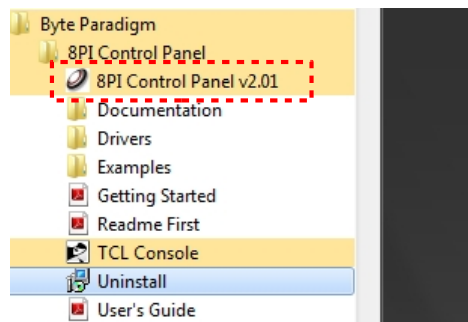 Byte Paradigm
8PI Control Panel
8PI Control Panel v2.01
Documentation
Drivers
Examples
Getting Started
Readme First
TCL Console
Uninstall
User's Guide